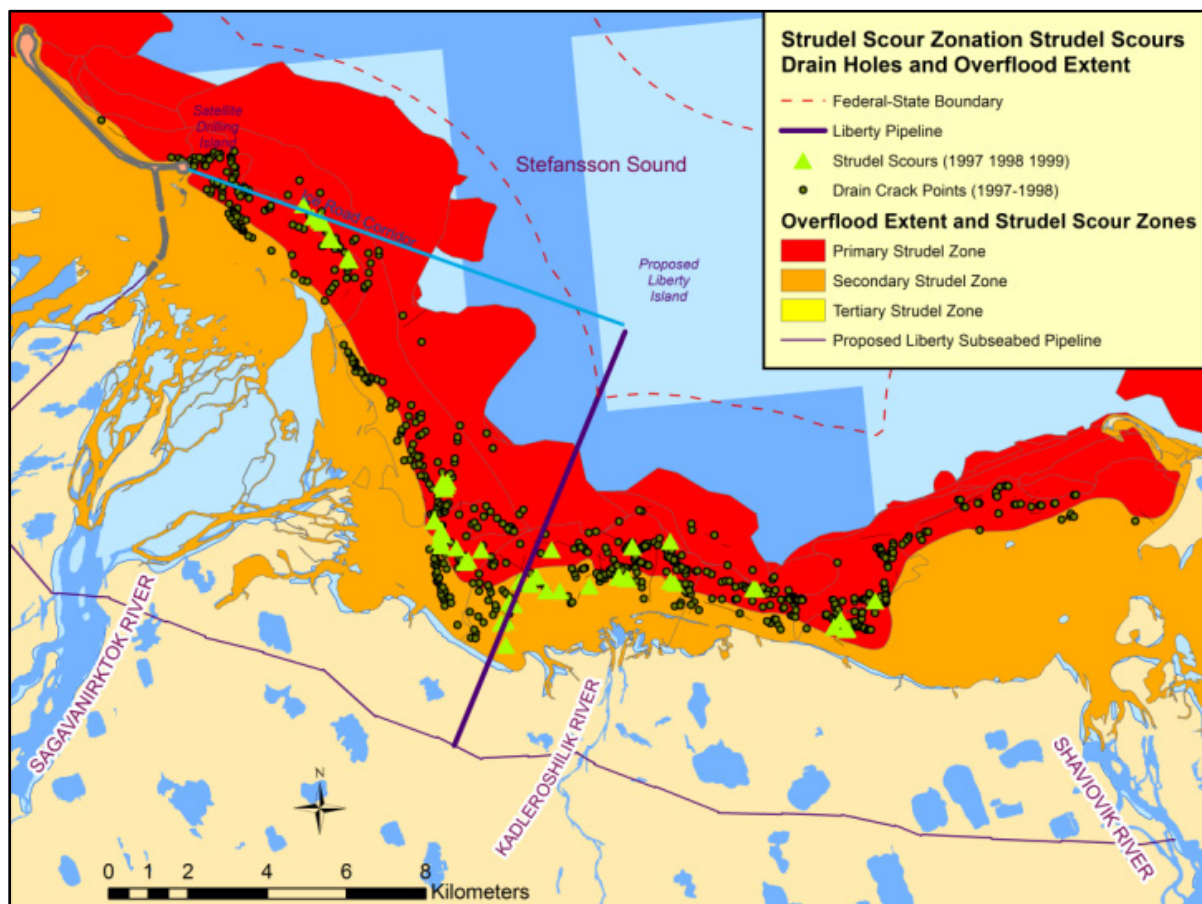 Strudel Scour Zonation Strudel Scours
Drain Holes and Overflood Extent
Federal-State Boundary
Liberty Pipeline
Strudel Scours (1997 1998 1999)
Drain Crack Points (1997-1998)
Overflood Extent and Strudel Scour Zones
Primary Strudel Zone
Secondary Strudel Zone
Tertiary Strudel Zone
Proposed Liberty Subseabed Pipeline
Satellite
Drilling
Island
Stefansson Sound
Road Corridor
Proposed
Liberty
Island
SAGAVANIRKTOK RIVER
KADLEROSHILIK RIVER
SHAVIOVIK RIVER
N
0 1 2 4 6 8
Kilometers